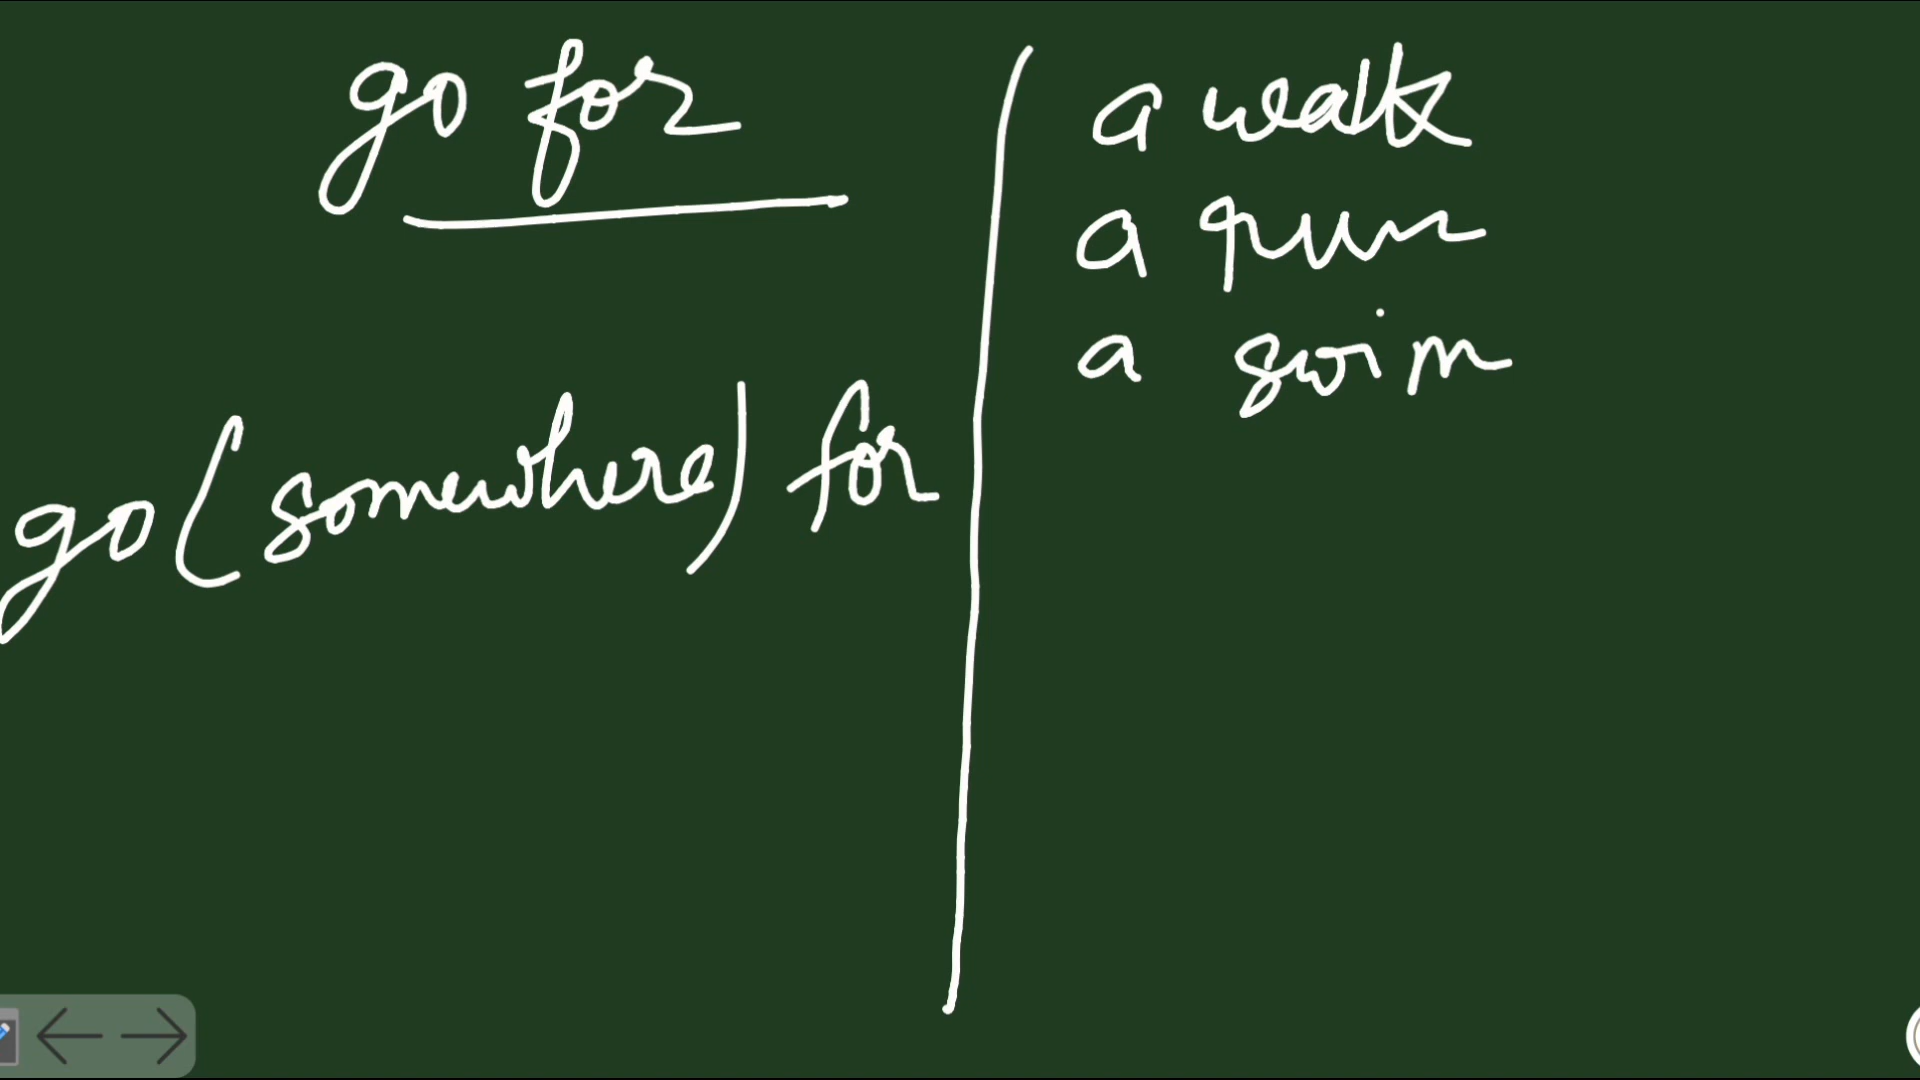 go for
go (somewhere) for
a walk
a run
a swim